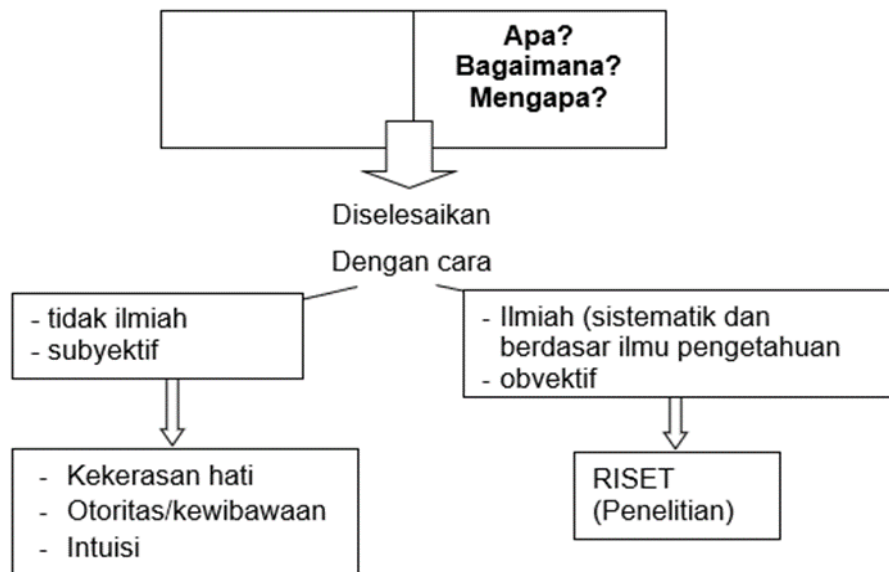 Apa?
Bagaimana?
Mengapa?
Diselesaikan
Dengan cara
- tidak ilmiah
- subyektif
- Ilmiah (sistematik dan
berdasar ilmu pengetahuan
- obvektif
- Kekerasan hati
- Otoritas/kewibawaan
- Intuisi
RISET
(Penelitian)